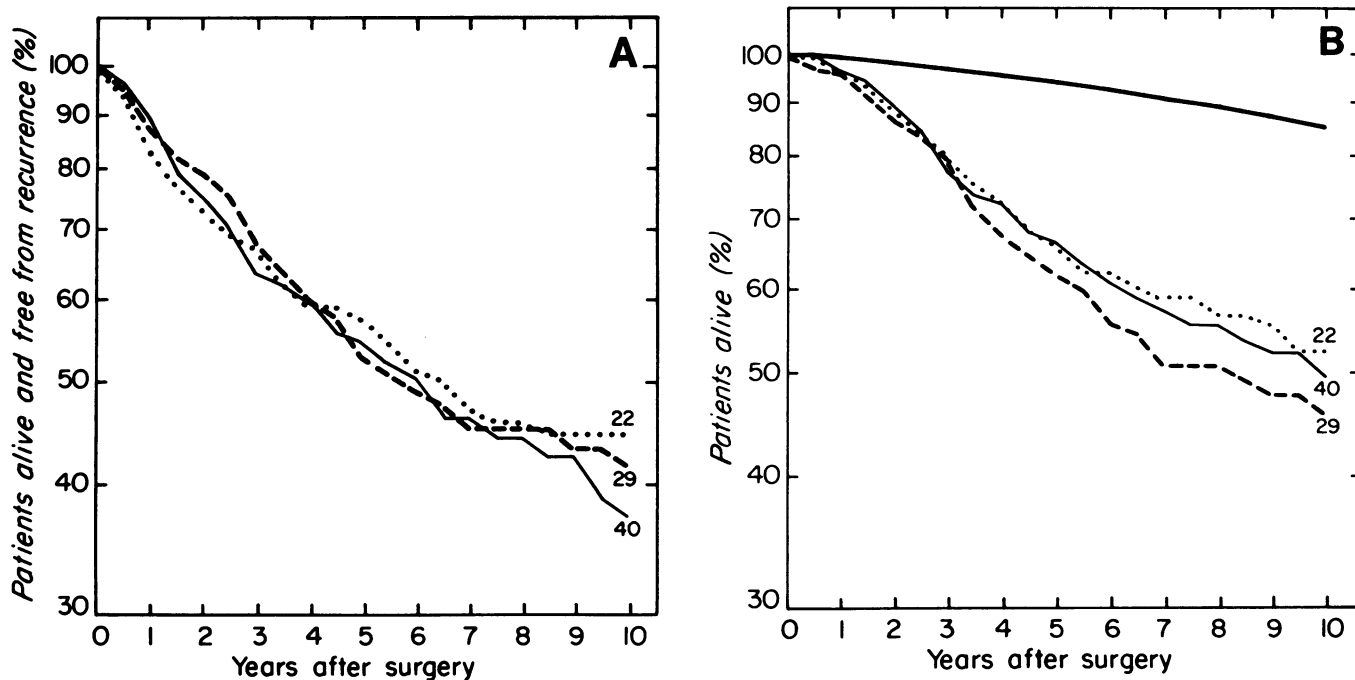 A
Patients alive and free from recurrence (%)
100
90
80
70
60
50
40
30
22
29
40
0 1 2 3 4 5 6 7 8 9 10
Years after surgery
B
Patients alive (%)
100
90
80
70
60
50
40
30
22
40
29
0 1 2 3 4 5 6 7 8 9 10
Years after surgery